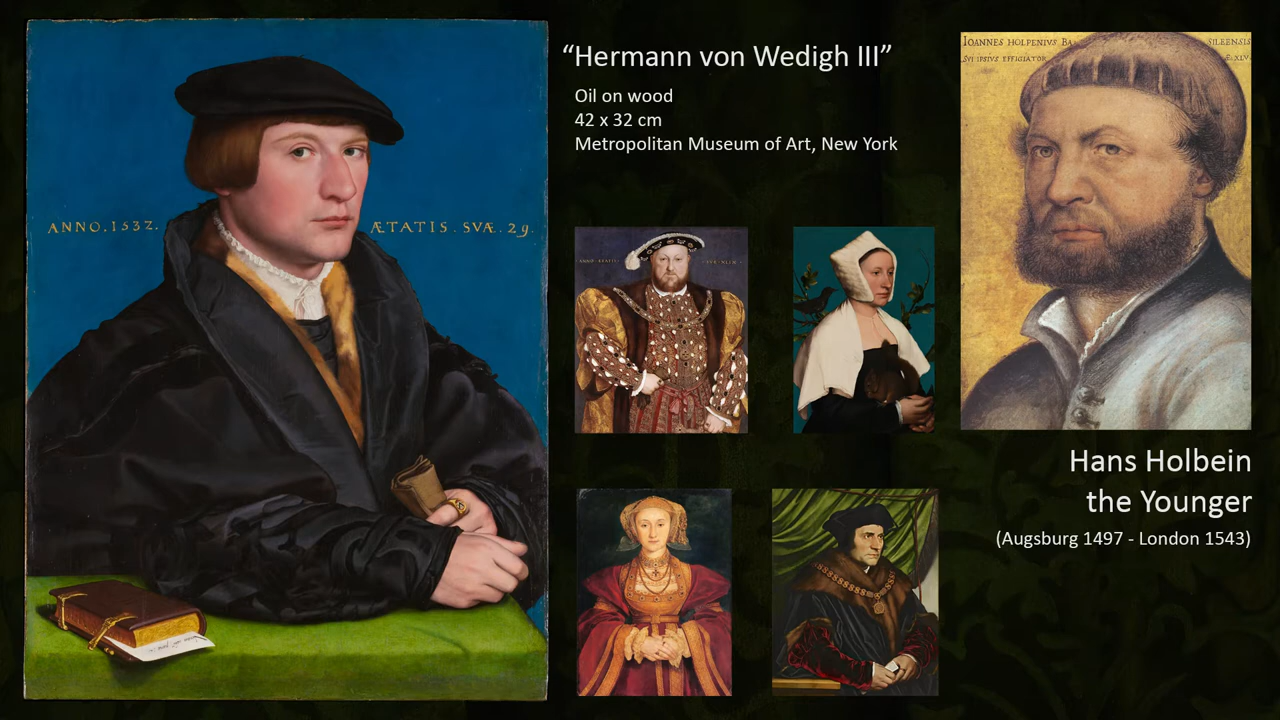 ANNO.1532.
ÆTATIS.SVÆ.29.
“Hermann von Wedigh III”
Oil on wood
42 x 32 cm
Metropolitan Museum of Art, New York
IOANNES HOLPENIVS BA SILEENSIS
SVI IPSIVS EFFIGIATOR Æ XLV
Hans Holbein
the Younger
(Augsburg 1497 - London 1543)